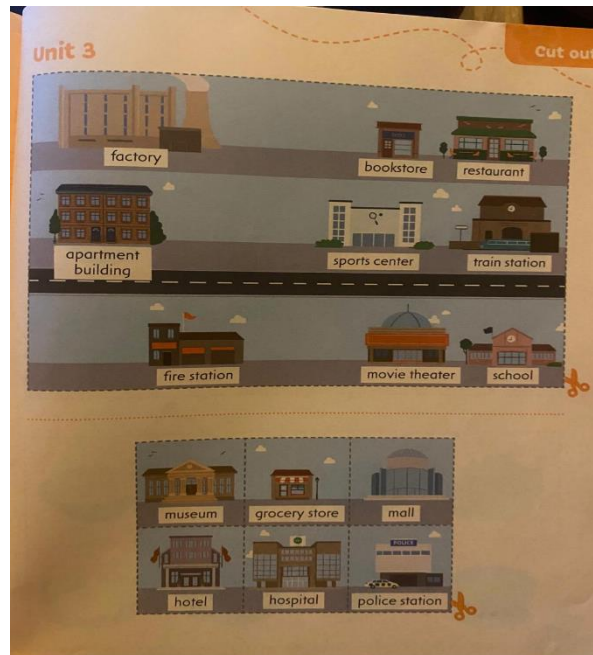 Unit 3
Cut out
factory
bookstore
restaurant
apartment
building
sports center
train station
fire station
movie theater
school
museum
grocery store
mall
POLICE
hotel
hospital
police station